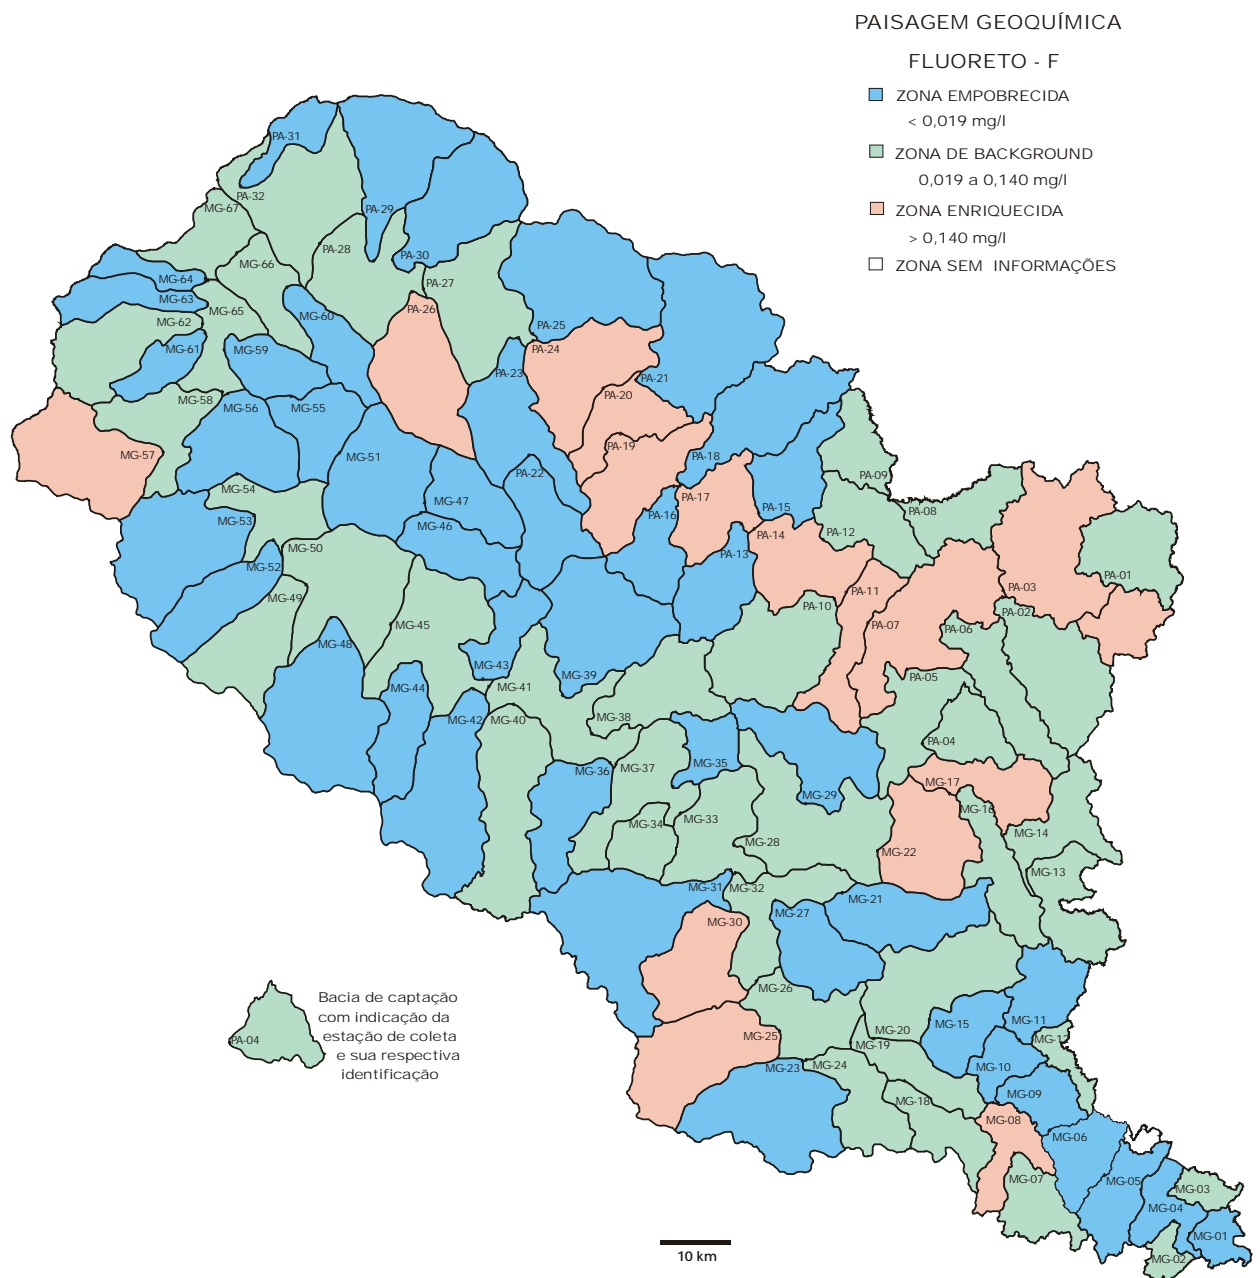 PAISAGEM GEOQUÍMICA
FLUORETO - F
ZONA EMPOBRECIDA
< 0,019 mg/l
ZONA DE BACKGROUND
0,019 a 0,140 mg/l
ZONA ENRIQUECIDA
> 0,140 mg/l
ZONA SEM INFORMAÇÕES
PA-31
PA-32
MG-67
PA-29
PA-28
PA-30
MG-66
MG-64
PA-27
MG-63
MG-65
PA-26
MG-60
MG-62
PA-25
MG-61
MG-59
PA-24
PA-23
PA-21
PA-20
MG-58
MG-56
MG-55
PA-19
MG-57
MG-51
PA-18
PA-22
PA-09
MG-54
MG-47
PA-17
PA-15
PA-08
PA-16
MG-53
MG-46
PA-12
PA-14
MG-50
PA-13
MG-52
PA-01
PA-03
PA-11
MG-49
PA-10
PA-02
MG-45
PA-07
PA-06
MG-48
MG-43
MG-39
PA-05
MG-44
MG-41
MG-42
MG-40
MG-38
PA-04
MG-36
MG-37
MG-35
MG-17
MG-29
MG-16
MG-34
MG-33
MG-14
MG-28
MG-22
MG-13
MG-31
MG-32
MG-21
MG-27
MG-30
MG-26
Bacia de captação
com indicação da
estação de coleta
e sua respectiva
identificação
PA-04
MG-15
MG-11
MG-20
MG-25
MG-19
MG-24
MG-23
MG-10
MG-09
MG-18
MG-08
MG-06
MG-07
MG-05
MG-03
MG-04
MG-01
MG-02
10 km